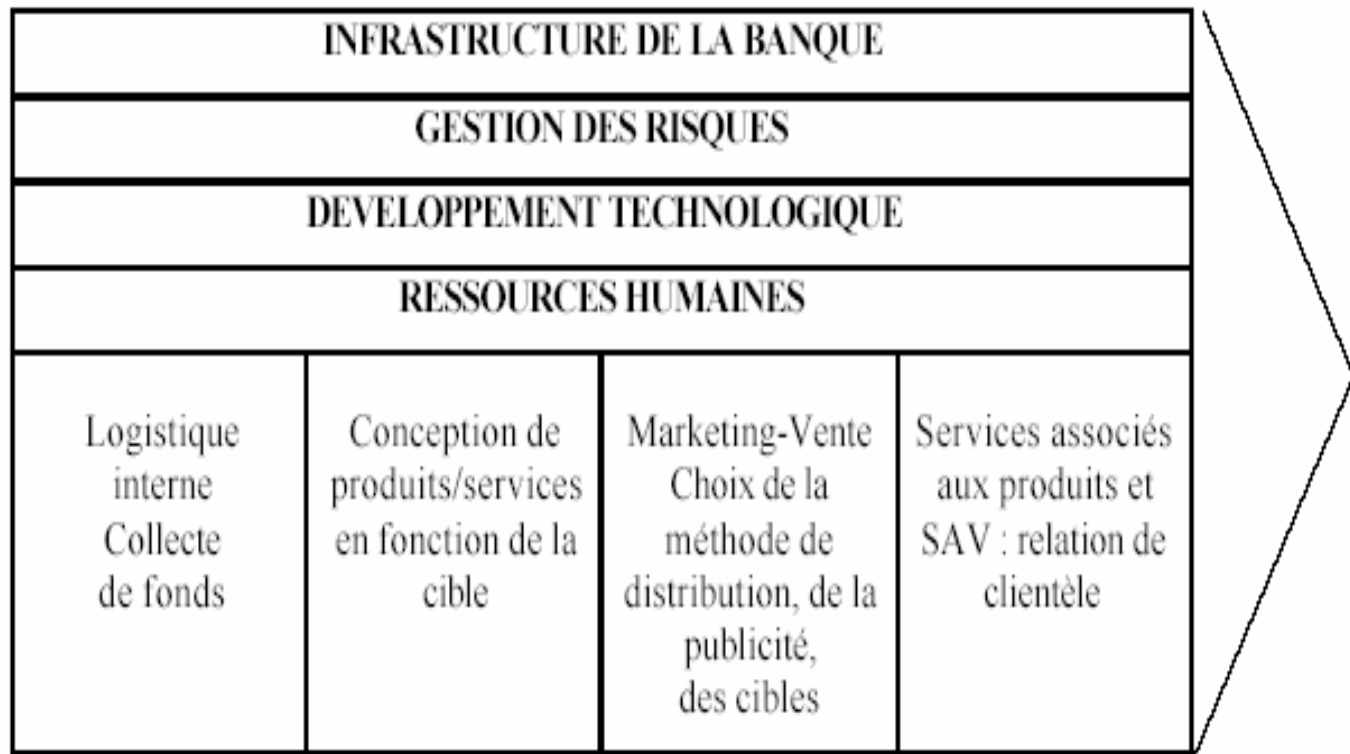 INFRASTRUCTURE DE LA BANQUE
GESTION DES RISQUES
DEVELOPPEMENT TECHNOLOGIQUE
RESSOURCES HUMAINES
Logistique
interne
Collecte
de fonds
Conception de
produits/services
en fonction de la
cible
Marketing-Vente
Choix de la
méthode de
distribution, de la
publicité,
des cibles
Services associés
aux produits et
SAV : relation de
clientèle